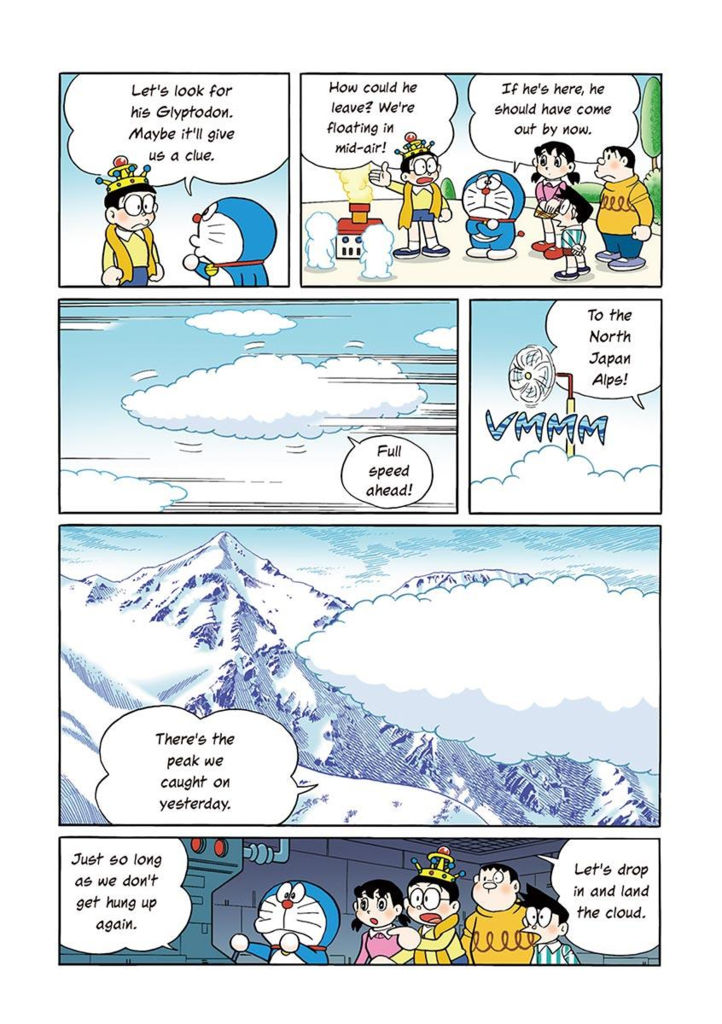 Let's look for
his Glyptodon.
Maybe it'll give
us a clue.
How could he
leave? We're
floating in
mid-air!
If he's here, he
should have come
out by now.
Full
speed
ahead!
To the
North
Japan
Alps!
VMMM
There's the
peak we
caught on
yesterday.
Just so long
as we don't
get hung up
again.
Let's drop
in and land
the cloud.